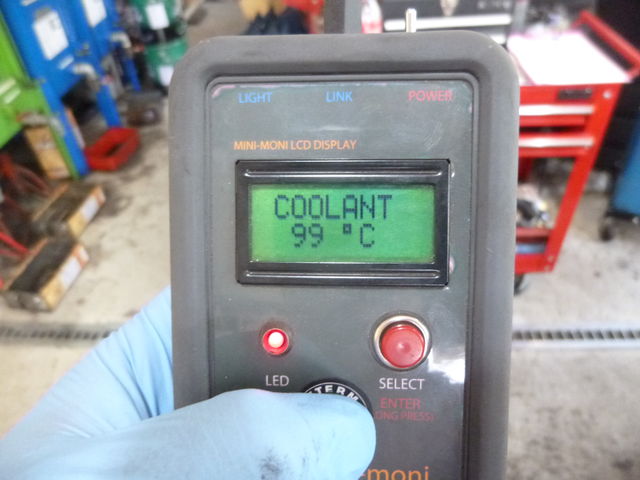 LIGHT LINK POWER
MINI-MONI LCD DISPLAY
COOLANT
99 °C
LED SELECT
ENTER
-moni